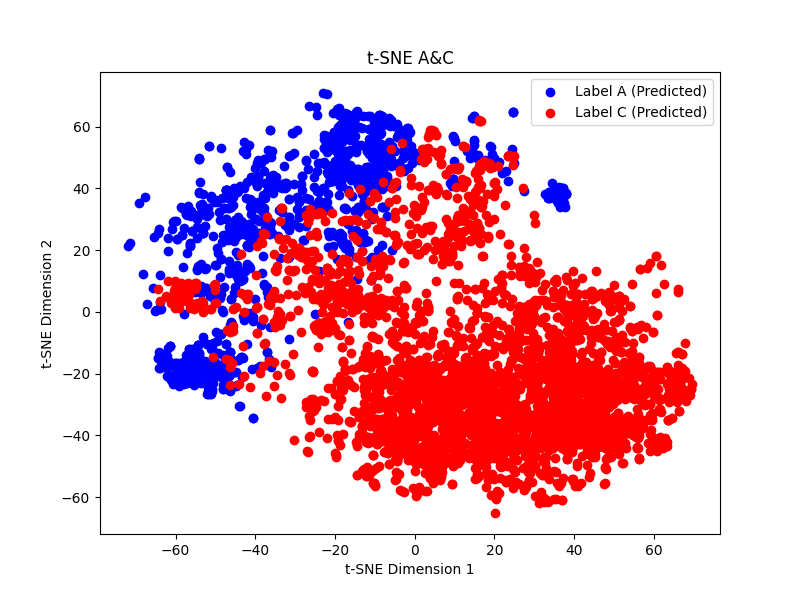 t-SNE A&C
Label A (Predicted)
Label C (Predicted)
60
40
20
0
−20
−40
−60
t-SNE Dimension 2
−60
−40
−20
0
20
40
60
t-SNE Dimension 1